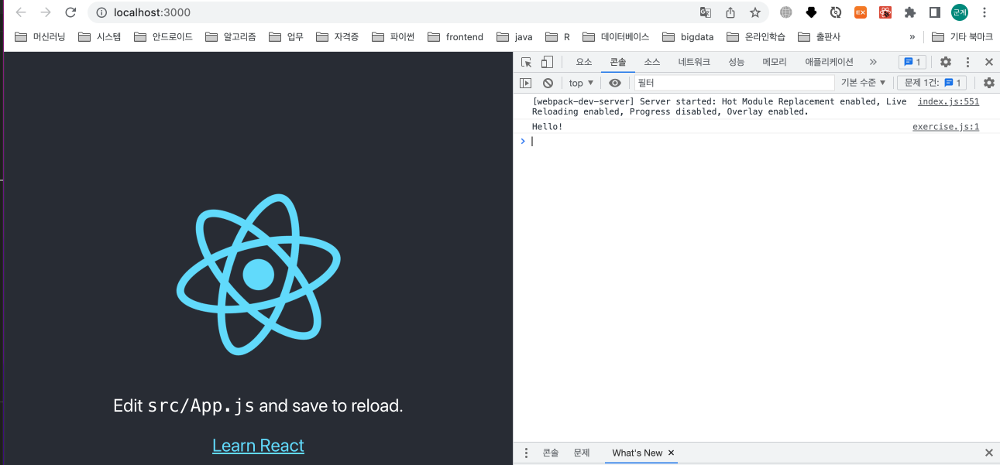 localhost:3000
EX
군계
머신러닝 시스템 안드로이드 알고리즘 업무 자격증 파이썬 frontend java R 데이터베이스 bigdata 온라인학습 출판사 » 기타 북마크
요소 콘솔 소스 네트워크 성능 메모리 애플리케이션 » 1
top ▼ 필터 기본 수준 ▼ 문제 1건: 1
[webpack-dev-server] Server started: Hot Module Replacement enabled, Live index.js:551
Reloading enabled, Progress disabled, Overlay enabled.
Hello! exercise.js:1
Edit src/App.js and save to reload.
Learn React
콘솔 문제 What's New ×